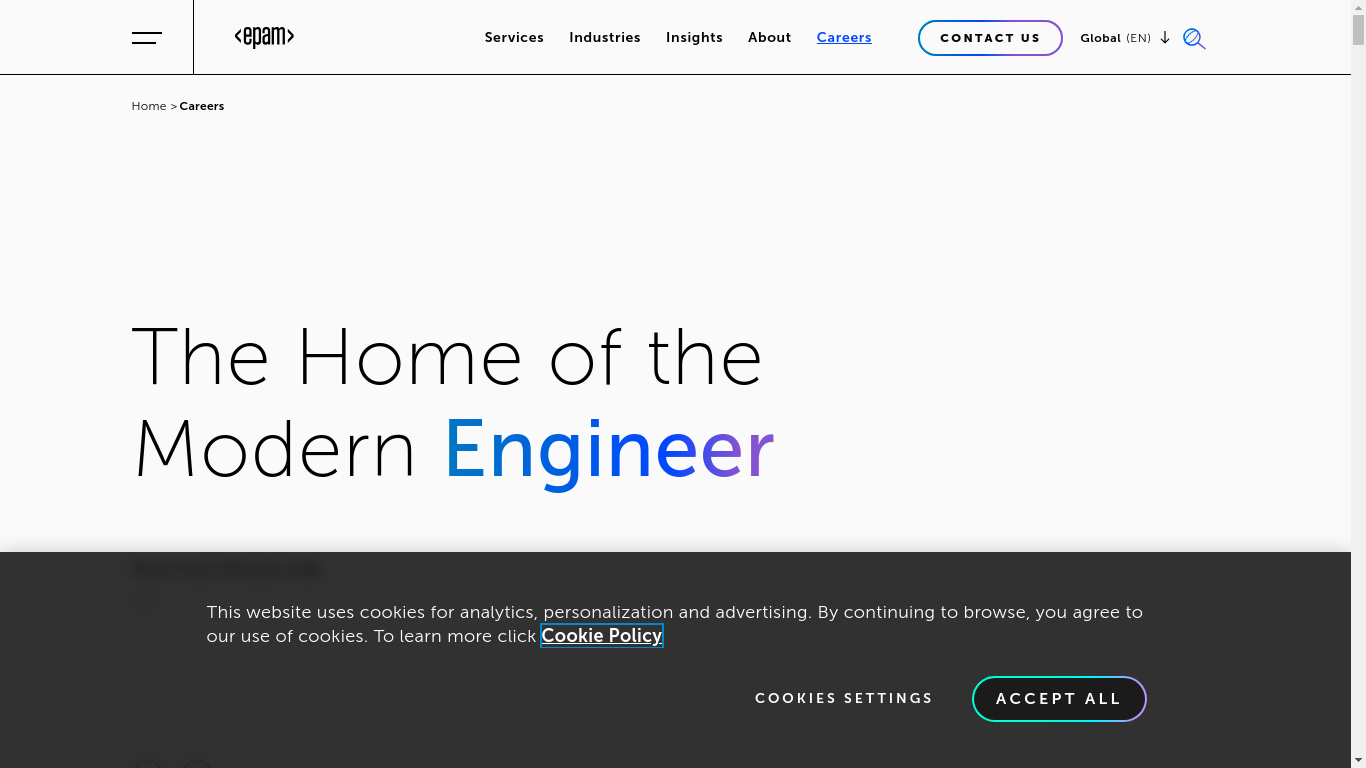 <epam>
Services
Industries
Insights
About
Careers
CONTACT US
Global (EN)
Home > Careers
The Home of the
Modern Engineer
This website uses cookies for analytics, personalization and advertising. By continuing to browse, you agree to
our use of cookies. To learn more click Cookie Policy
COOKIES SETTINGS
ACCEPT ALL